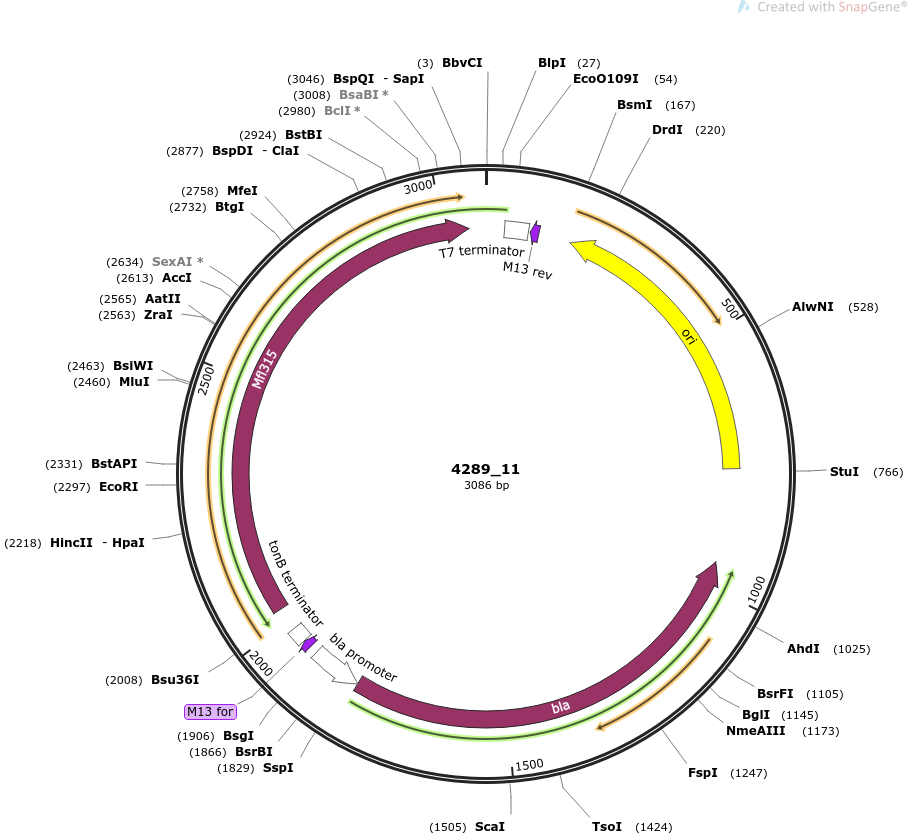 Created with SnapGene®
(3) BbvCI
BlpI (27)
EcoO109I (54)
BsmI (167)
DrdI (220)
AlwNI (528)
StuI (766)
AhdI (1025)
BsrFI (1105)
BglI (1145)
NmeAIII (1173)
FspI (1247)
TsoI (1424)
(1505) ScaI
(1829) SspI
(1866) BsrBI
(1906) BsgI
M13 for
(2008) Bsu36I
(2218) HincII - HpaI
(2297) EcoRI
(2331) BstAPI
(2460) MluI
(2463) BsiWI
(2563) ZraI
(2565) AatII
(2613) AccI
(2634) SexAI *
(2732) BtgI
(2758) MfeI
(2877) BspDI - ClaI
(2924) BstBI
(2980) BclI *
(3008) BsaBI *
(3046) BspQI - SapI
500
1000
1500
2000
2500
3000
T7 terminator
M13 rev
ori
bla
bla promoter
tonB terminator
Mfl315
4289_11
3086 bp